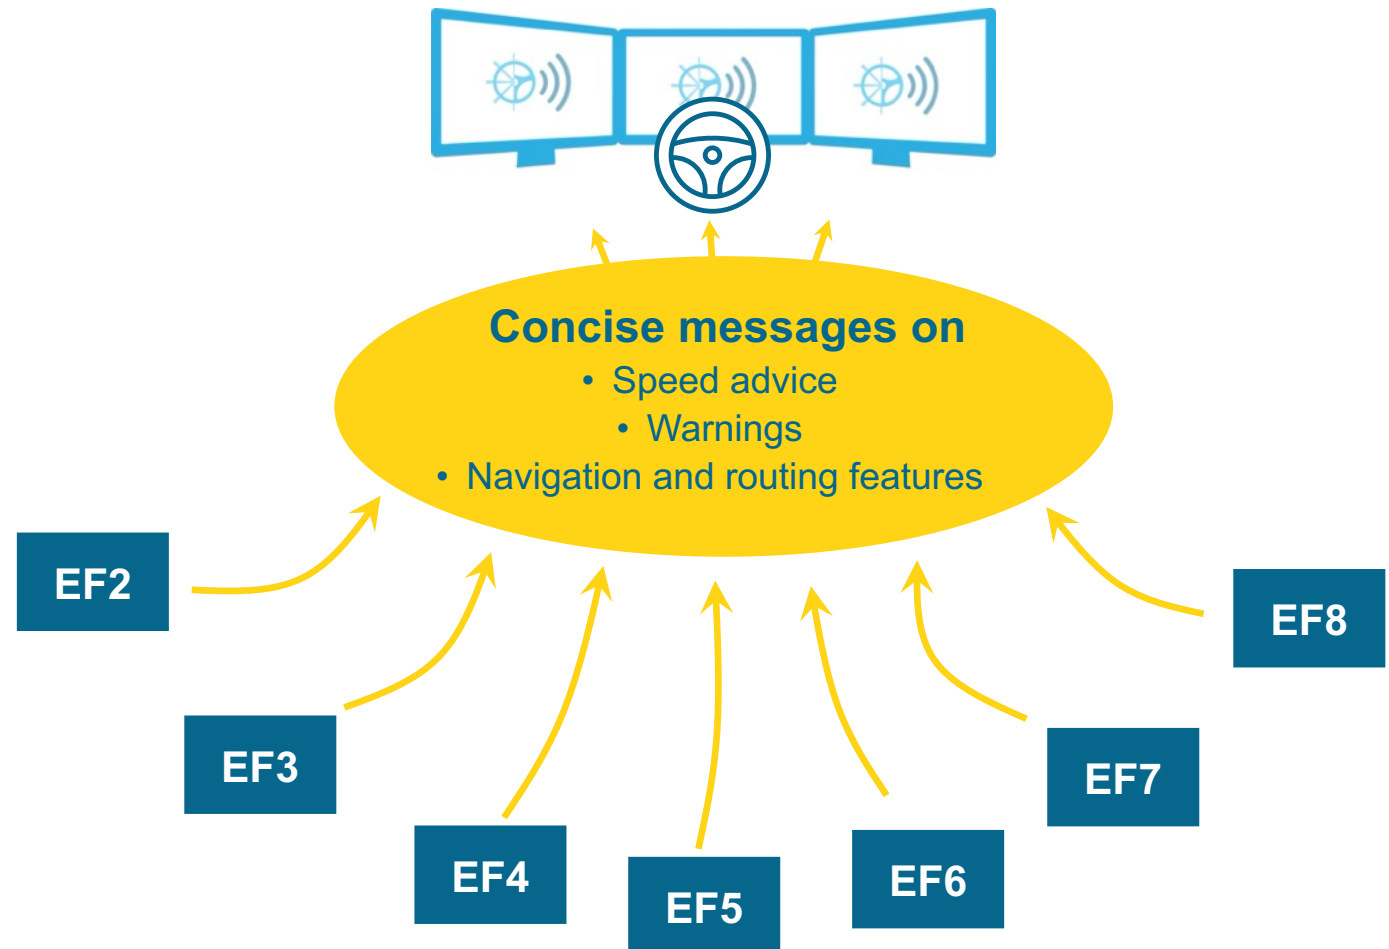 Concise messages on
• Speed advice
• Warnings
• Navigation and routing features
EF2
EF3
EF4
EF5
EF6
EF7
EF8